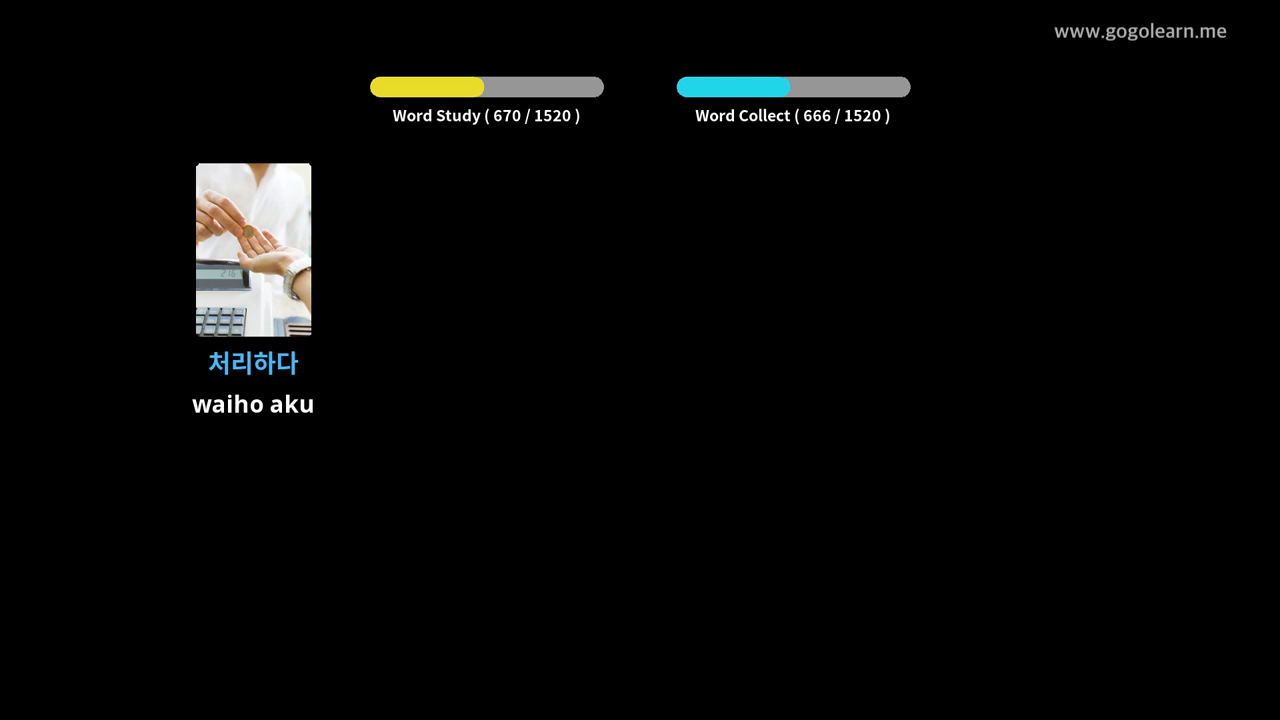 www.gogolearn.me
Word Study ( 670 / 1520 )
Word Collect ( 666 / 1520 )
처리하다
waiho aku